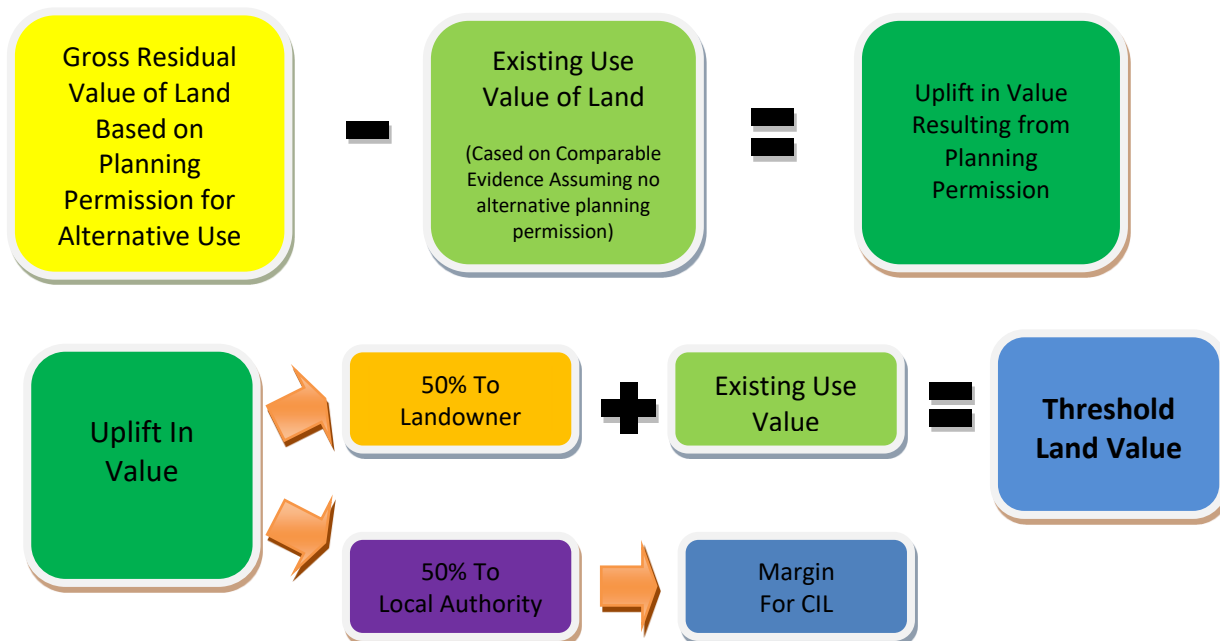 Gross Residual
Value of Land
Based on
Planning
Permission for
Alternative Use
Existing Use
Value of Land
(Cased on Comparable
Evidence Assuming no
alternative planning
permission)
Uplift in Value
Resulting from
Planning
Permission
Uplift In
Value
50% To
Landowner
Existing Use
Value
Threshold
Land Value
50% To
Local Authority
Margin
For CIL